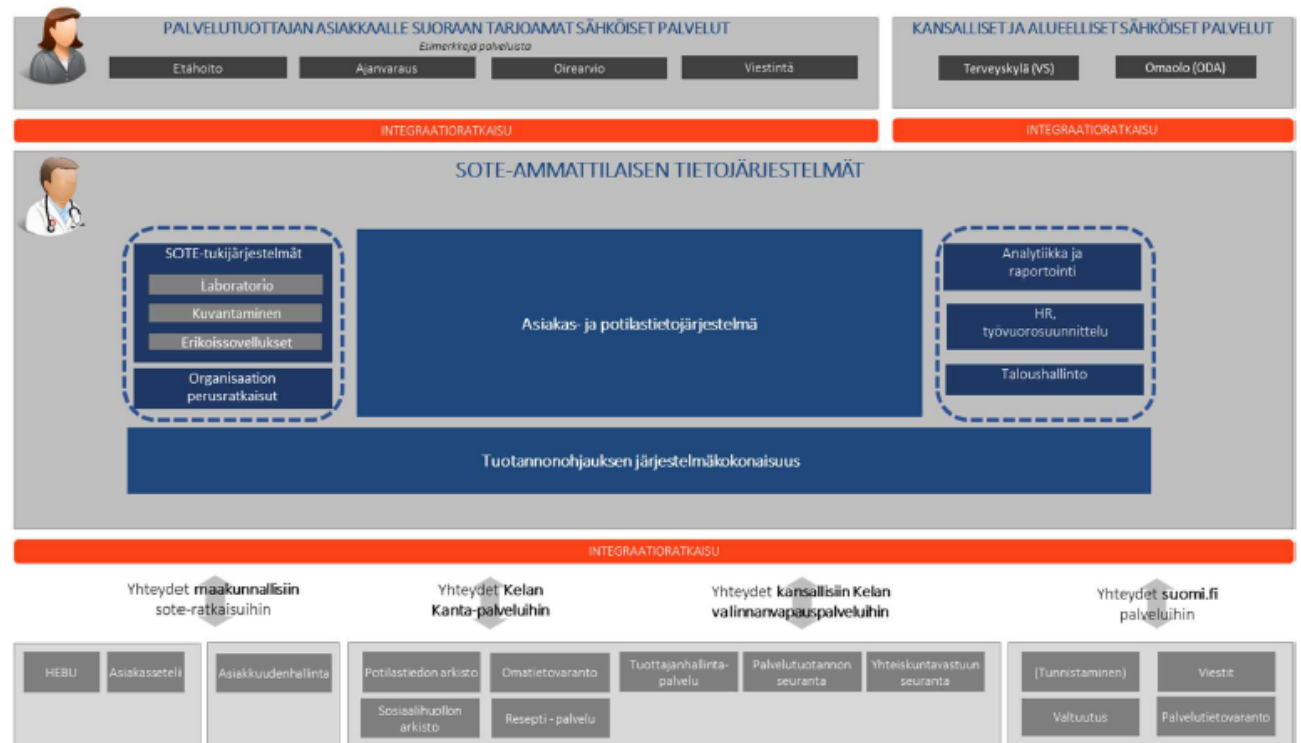 PALVELUTUOTTAJAN ASIAKKAALLE SUORAAN TARJOAMAT SÄHKÖISET PALVELUT
Esimerkkejä palveluista
Etähoito
Ajanvaraus
Oirearvio
Viestintä
KANSALLISET JA ALUEELLISET SÄHKÖISET PALVELUT
Terveyskylä (VS)
Omaolo (ODA)
INTEGRAATIORATKAISU
INTEGRAATIORATKAISU
SOTE-AMMATTILAISEN TIETOJÄRJESTELMÄT
SOTE-tukijärjestelmät
Laboratorio
Kuvantaminen
Erikoissovellukset
Organisaation
perusratkaisut
Asiakas- ja potilastietojärjestelmä
Analytiikka ja
raportointi
HR,
työvuorosuunnittelu
Taloushallinto
Tuotannonohjauksen järjestelmäkokonaisuus
INTEGRAATIORATKAISU
Yhteydet maakunnallisiin
sote-ratkaisuihin
Yhteydet Kelan
Kanta-palveluihin
Yhteydet kansallisiin Kelan
valinnanvapauspalveluihin
Yhteydet suomi.fi
palveluihin
HEBU
Asiakasseteli
Asiakkuudenhallinta
Potilastiedon arkisto
Omatietovaranto
Tuottajanhallinta-
palvelu
Palvelutuotannon
seuranta
Yhteiskuntavastuun
seuranta
Sosiaalihuollon
arkisto
Resepti - palvelu
(Tunnistaminen)
Viestit
Valtuutus
Palvelutietovaranto